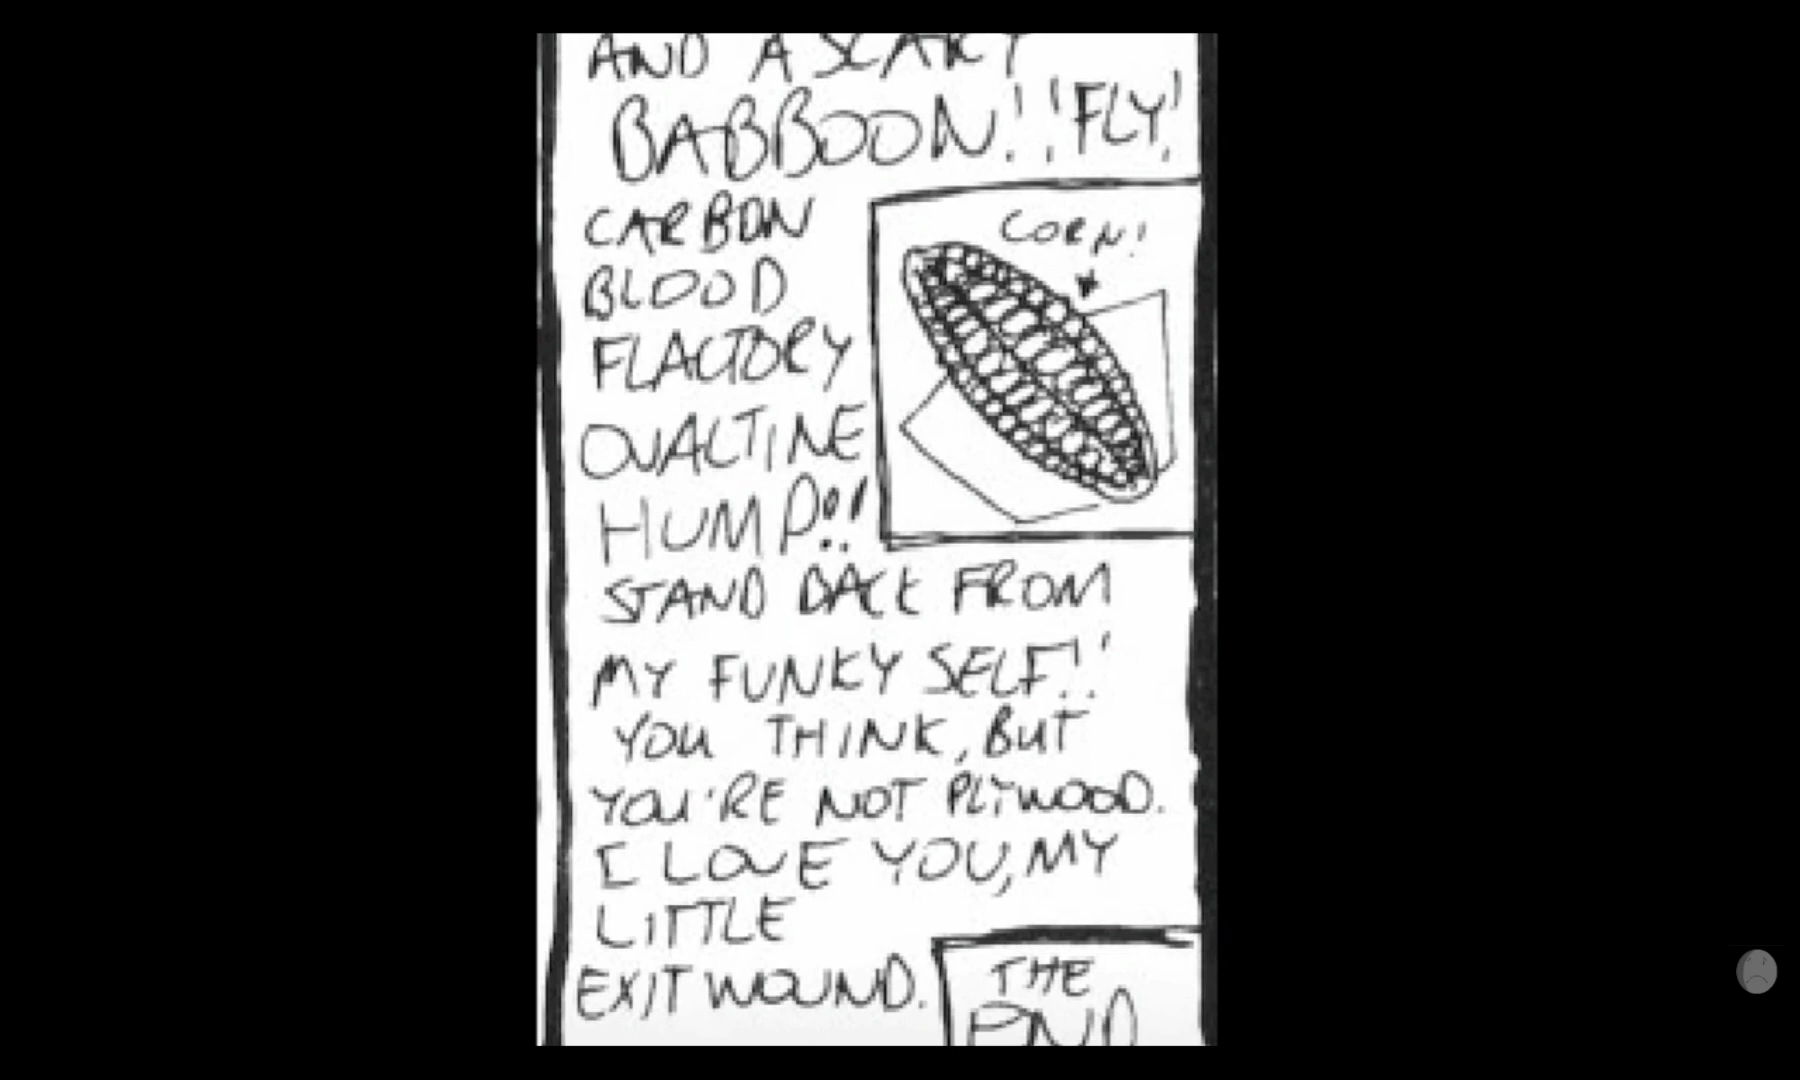 AND A SCARY
BABBOON!! FLY!
CARBON
BLOOD
FLACTORY
OVALTINE
HUMP!!
CORN!
STAND BACK FROM
MY FUNKY SELF!!
YOU THINK, BUT
YOU'RE NOT PLYWOOD.
I LOVE YOU, MY
LITTLE
EXIT WOUND.
THE
END